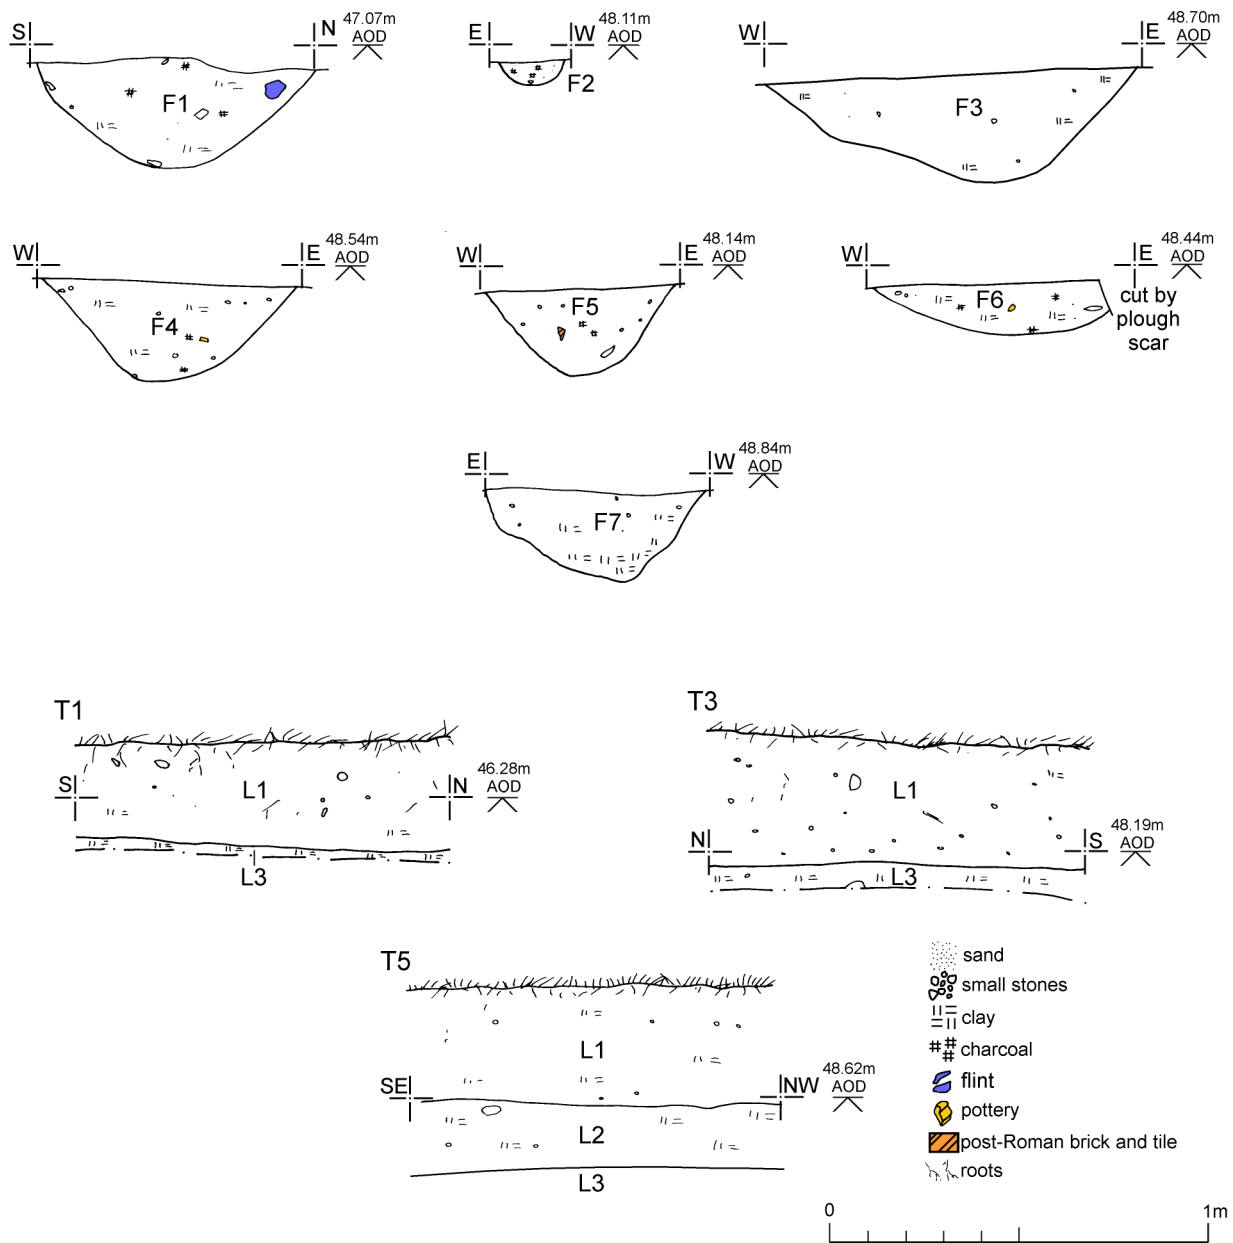 S N 47.07m
AOD
F1
E W 48.11m
AOD
F2
W E 48.70m
AOD
F3
W E 48.54m
AOD
F4
W E 48.14m
AOD
F5
W E 48.44m
AOD
F6
cut by
plough
scar
E W 48.84m
AOD
F7
T1
S N 46.28m
AOD
L1
L3
T3
L1
N S 48.19m
AOD
L3
T5
L1
SE NW 48.62m
AOD
L2
L3
sand
small stones
clay
charcoal
flint
pottery
post-Roman brick and tile
roots
0 1m